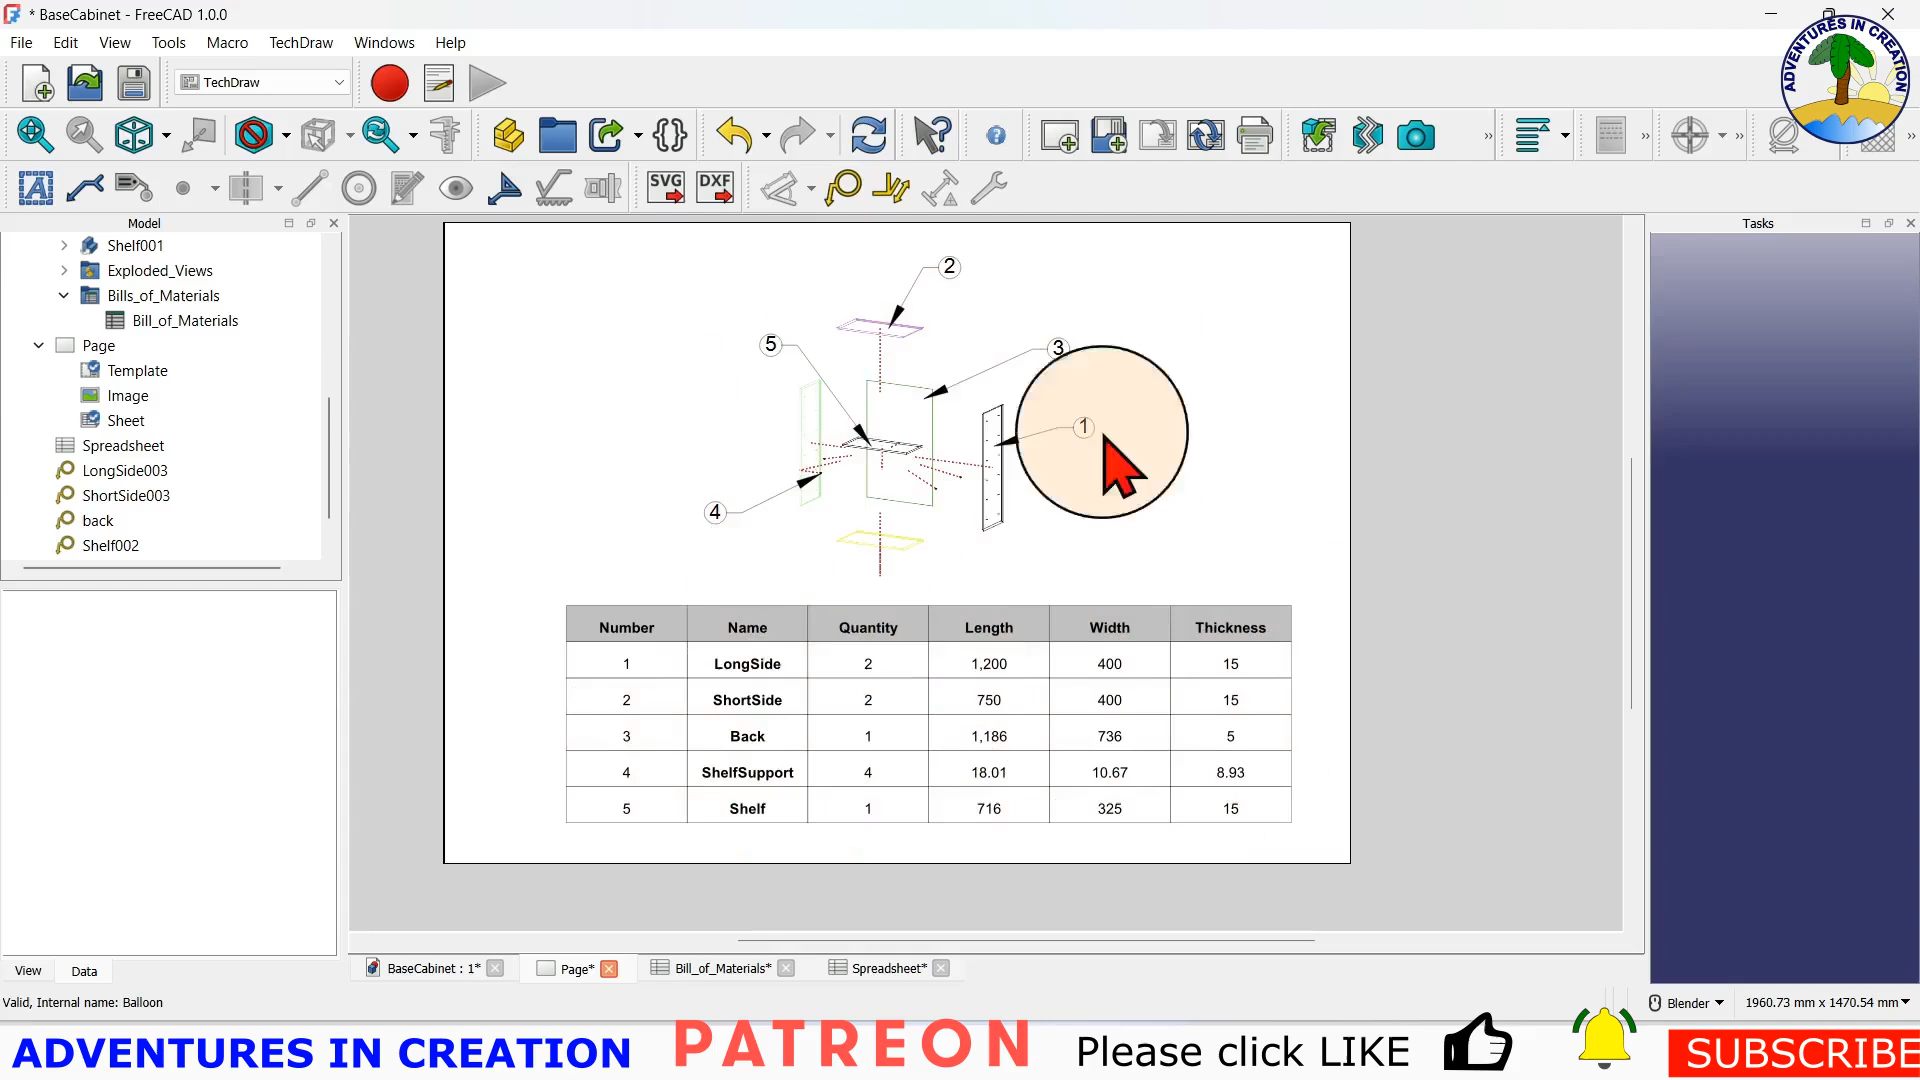 * BaseCabinet - FreeCAD 1.0.0
File Edit View Tools Macro TechDraw Windows Help
ADVENTURES IN CREATION
TechDraw
SVG DXF
Model
Tasks
Shelf001
Exploded_Views
Bills_of_Materials
Bill_of_Materials
Page
Template
Image
Sheet
Spreadsheet
LongSide003
ShortSide003
back
Shelf002
2
5
3
1
4
Number Name Quantity Length Width Thickness
1 LongSide 2 1,200 400 15
2 ShortSide 2 750 400 15
3 Back 1 1,186 736 5
4 ShelfSupport 4 18.01 10.67 8.93
5 Shelf 1 716 325 15
View Data
BaseCabinet : 1* Page* Bill_of_Materials* Spreadsheet*
Valid, Internal name: Balloon
Blender 1960.73 mm x 1470.54 mm
ADVENTURES IN CREATION PATREON Please click LIKE SUBSCRIBE